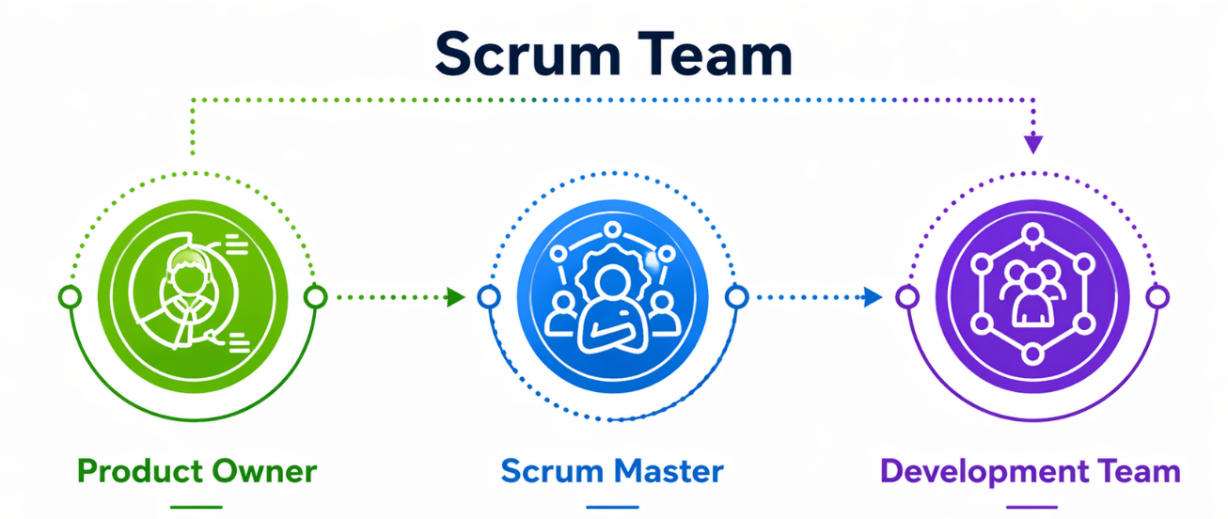 Scrum Team
Product Owner
Scrum Master
Development Team